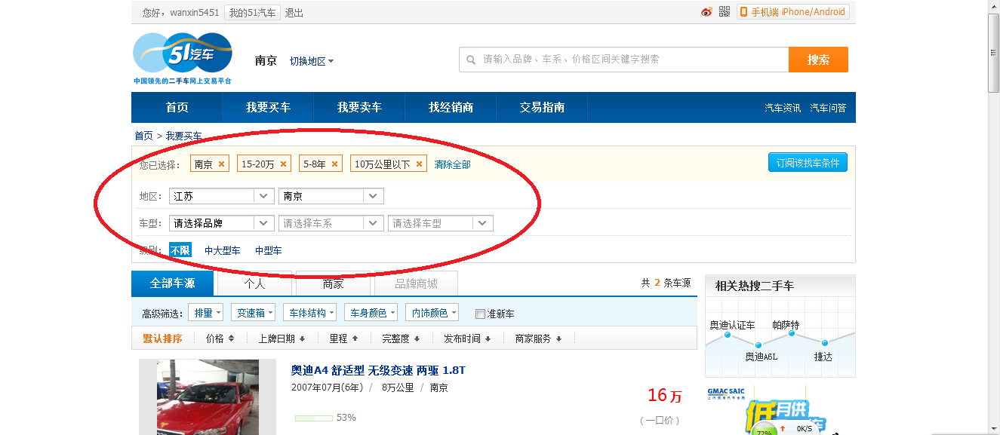 您好，wanxin5451 我的51汽车 退出
手机端 iPhone/Android
51汽车
中国领先的二手车网上交易平台
南京 切换地区
请输入品牌、车系、价格区间关键字搜索 搜索
首页 我要买车 我要卖车 找经销商 交易指南 汽车资讯 汽车问答
首页 > 我要买车
您已选择： 南京 × 15-20万 × 5-8年 × 10万公里以下 × 清除全部 订阅该找车条件
地区： 江苏 南京
车型： 请选择品牌 请选择车系 请选择车型
级别： 不限 中大型车 中型车
全部车源 个人 商家 品牌商城 共 2 条车源
高级筛选： 排量 变速箱 车体结构 车身颜色 内饰颜色 准新车
默认排序 价格 上牌日期 里程 完整度 发布时间 商家服务
奥迪A4 舒适型 无级变速 两驱 1.8T
2007年07月(6年) / 8万公里 / 南京
16万
（一口价）
53%
相关热搜二手车
奥迪认证车 帕萨特
奥迪A6L 捷达
GMAC SAIC
上汽通用汽车金融
低月供
车
72% 0K/S